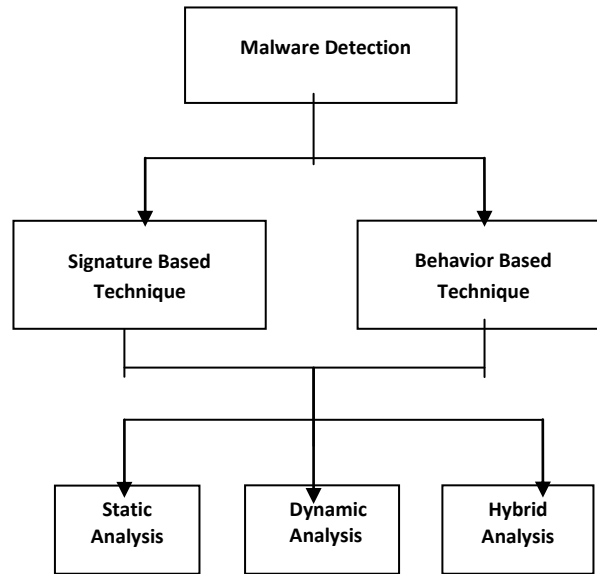 Malware Detection
Signature Based
Technique
Behavior Based
Technique
Static
Analysis
Dynamic
Analysis
Hybrid
Analysis